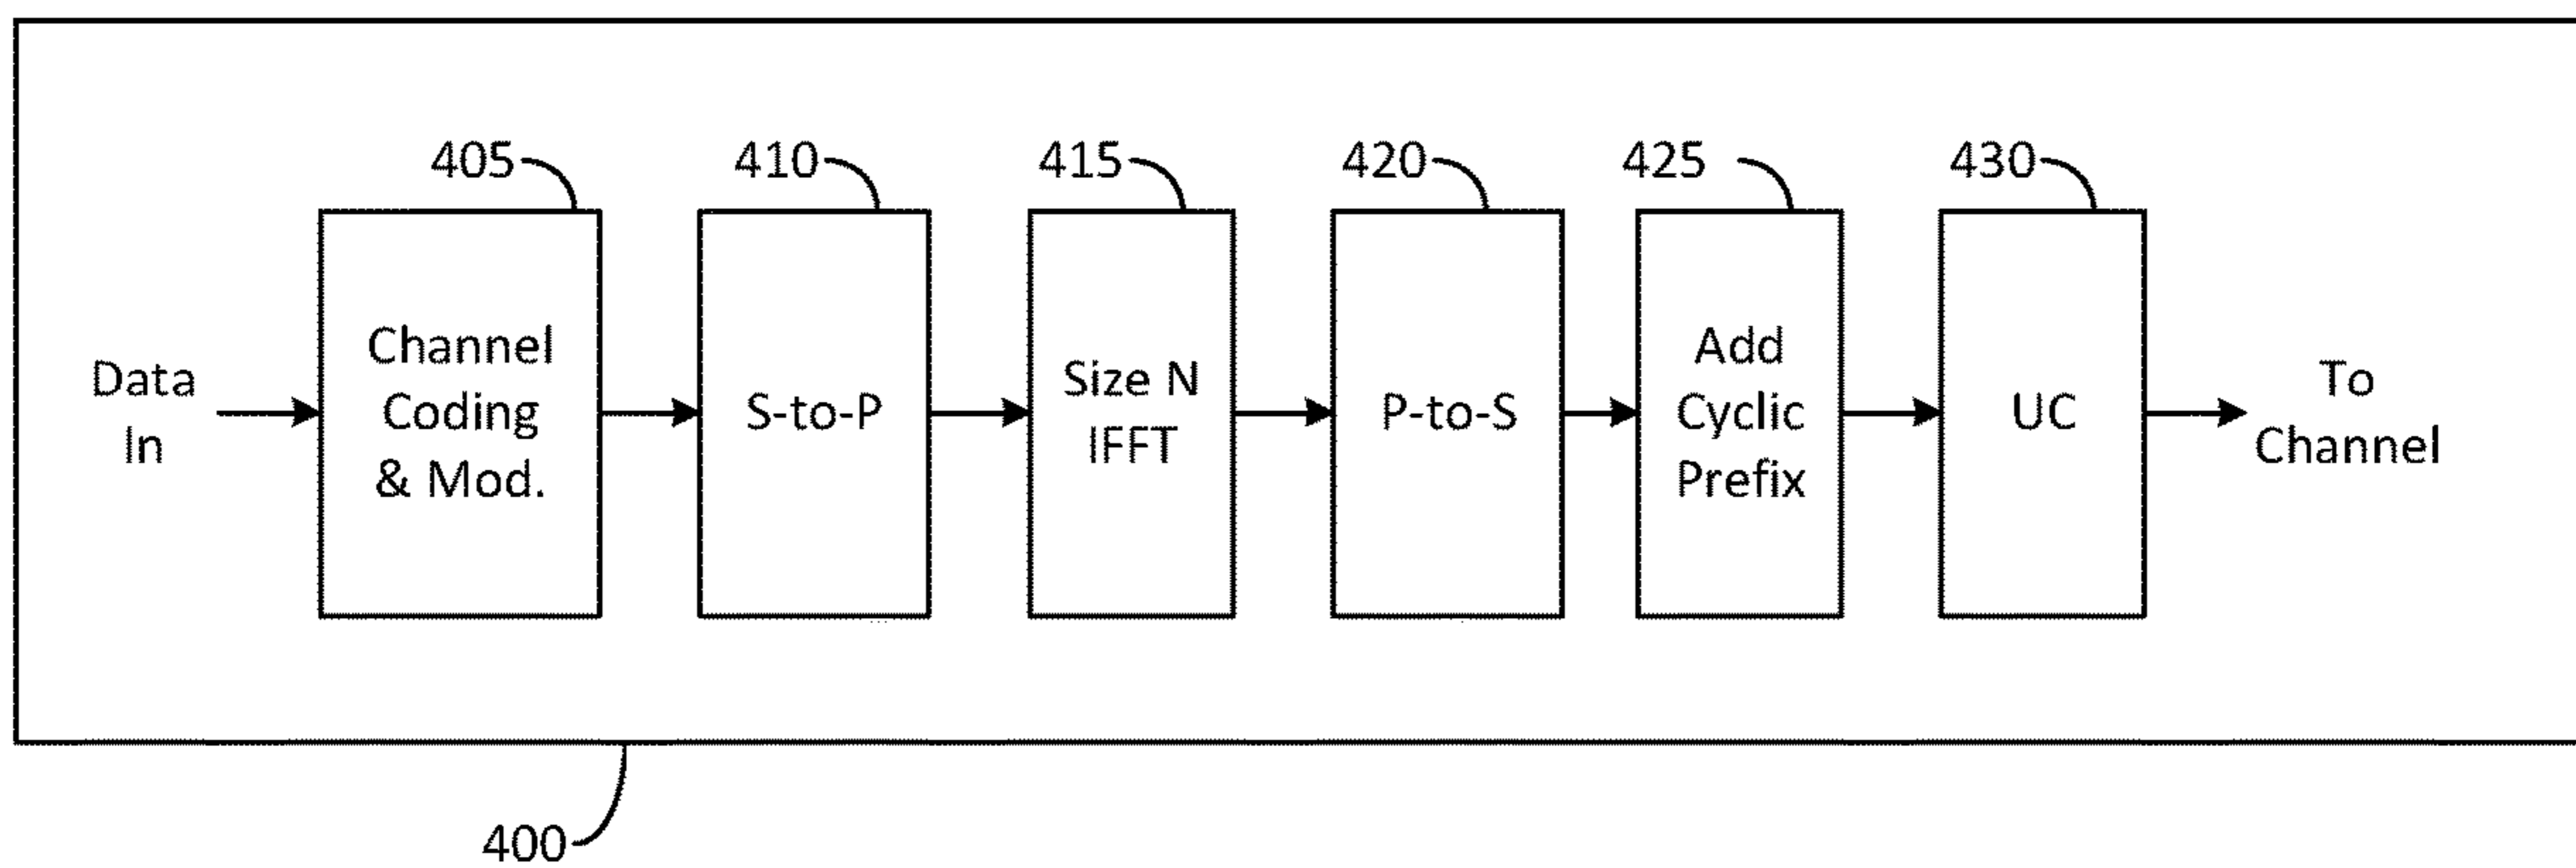 405
410
415
420
425
430
Data
In
Channel
Coding
& Mod.
S-to-P
Size N
IFFT
P-to-S
Add
Cyclic
Prefix
UC
To
Channel
400